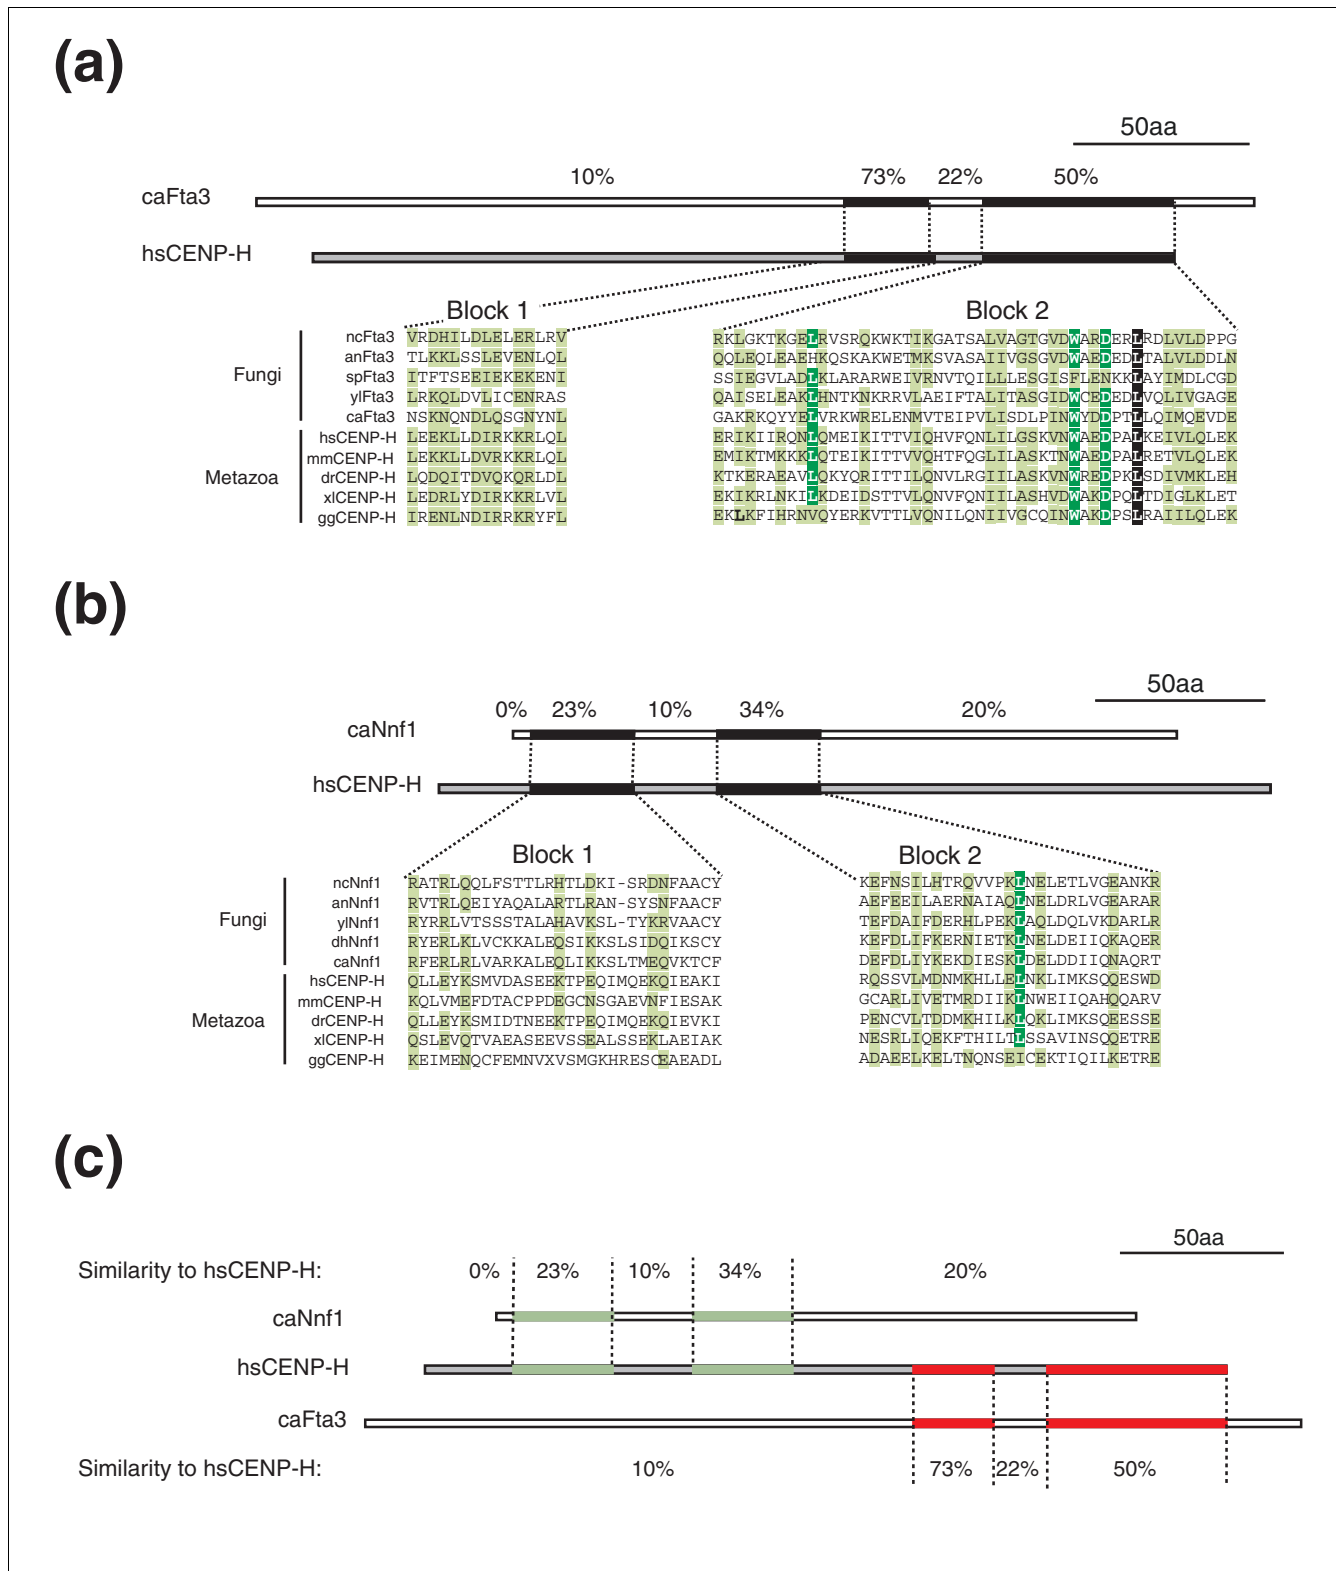 (a)
50aa
10% 73% 22% 50%
caFta3
hsCENP-H
Block 1 Block 2
Fungi
Metazoa
ncFta3 VRDHILDLELERLRV RKLGKTKGELRVSRQKWKTIKGATSALVAGTGVDWARDERLRDLVLDPPG
anFta3 TLKKLSSLEVENLQL QQLEQLEAEHKQSAKAWETMKSVASAIIVGSGVDWAEDEDLTALVLDDLN
spFta3 ITFTSEEIEKEKENI SSIEGVLADLKLARARWEIVRNVTQILLLESGISFLENKKLAYIMDLCGD
ylFta3 LRKQLDVLICENRAS QAISELEAKLHNTKNKRRVLAEIFTALITASGIDWCEDEDLVQLIVGAGE
caFta3 NSKNQNDLQSGNYNL GAKRKQYYELVRKWRELENMVTEIPVLISDLPINWYDDPTLLQIMQEVDE
hsCENP-H LEEKLLDIRKKRLQL ERIKIIRQNLQMEIKITTVIQHVFQNLILGSKVNWAEDPALKEIVLQLEK
mmCENP-H LEKKLLDVRKKRLQL EMIKTMKKKLQTEIKITTVVQHTFQGLILASKTNWAEDPALRETVLQLEK
drCENP-H LQDQITDVQKQRLDL KTKERAEAVLQKYQRITTILQNVLRGIILASKVNWREDPKLSDIVMKLEH
xlCENP-H LEDRLYDIRKKRLVL EKIKRLNKILKDEIDSTTVLQNVFQNIILASHVDWAKDPQLTDIGLKLET
ggCENP-H IRENLNDIRRKRYFL EKLKFIHRNVQYERKVTTLVQNILQNIIVGCQINWAKDPSLRAIILQLEK
(b)
50aa
0% 23% 10% 34% 20%
caNnf1
hsCENP-H
Block 1 Block 2
Fungi
Metazoa
ncNnf1 RATRLQQLFSTTLRHTLDKI-SRDNFAACY KEFNSILHTRQVVPKLNELETLVGEANKR
anNnf1 RVTRLQEIYAQALARTLRAN-SYSNFAACF AEFEEILAERNAIAQLNELDRLVGEARAR
ylNnf1 RYRRLVTSSSTALAHAVKSL-TYKRVAACY TEFDAIFDERHLPEKLAQLDQLVKDARLR
dhNnf1 RYERLKLVCKKALEQSIKKSLSIDQIKSCY KEFDLIFKERNIETKLNELDEIIQKAQER
caNnf1 RFERLRLVARKALEQLIKKSLTMEQVKTCF DEFDLIYKEKDIESKLDELDDIIQNAQRT
hsCENP-H QLLEYKSMVDASEEKTPEQIMQEKQIEAKI RQSSVLMDNMKHLLELNKLIMKSQQESWD
mmCENP-H KQLVMEFDTACPPDEGCNSGAEVNFIESAK GCARLIVETMRDIIKLNWEIIQAHQQARV
drCENP-H QLLEYKSMIDTNEEKTPEQIMQEKQIEVKI PENCVLTDDMKHILKLQKLIMKSQEESSE
xlCENP-H QSLEVQTVAEASEEVSSEALSSEKLAEIAK NESRLIQEKFTHILTLSSAVINSQQETRE
ggCENP-H KEIMENQCFEMNVXVSMGKHRESCEAEADL ADAEELKELTNQNSEICEKTIQILKETRE
(c)
50aa
Similarity to hsCENP-H: 0% 23% 10% 34% 20%
caNnf1
hsCENP-H
caFta3
Similarity to hsCENP-H: 10% 73% 22% 50%